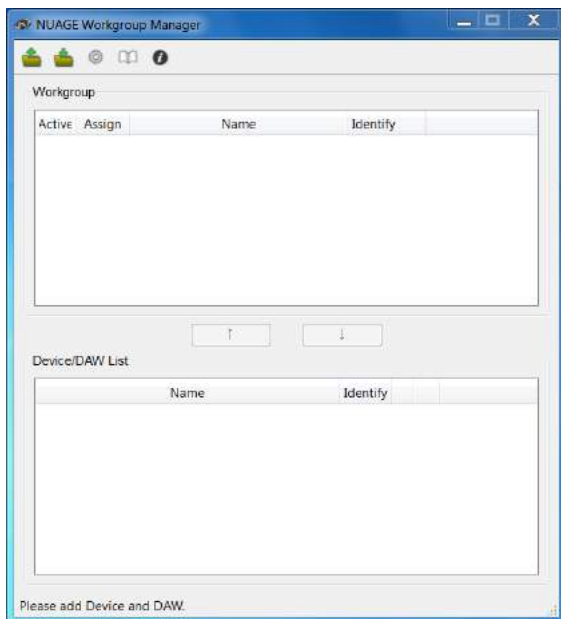 NUAGE Workgroup Manager
Workgroup
Active Assign Name Identify
Device/DAW List
Name Identify
Please add Device and DAW.